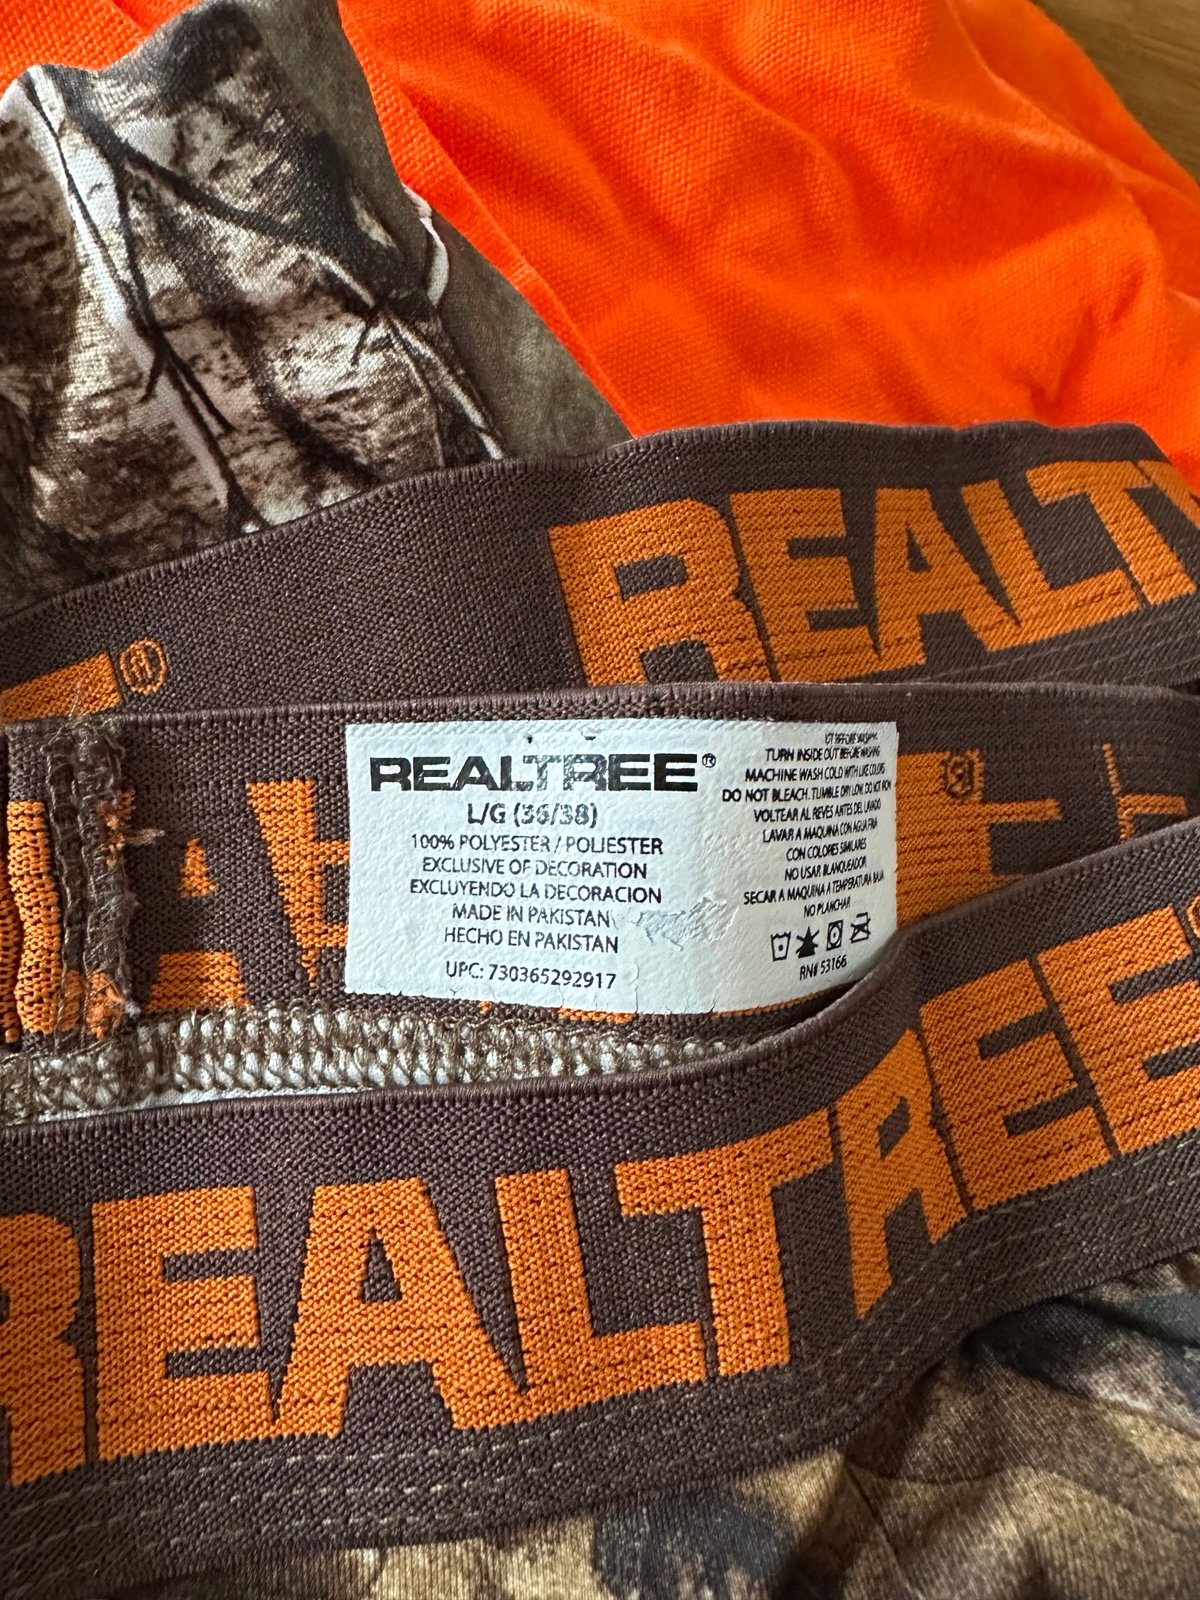 REALT
®
REALTREE®
L/G (36/38)
100% POLYESTER / POLIESTER
EXCLUSIVE OF DECORATION
EXCLUYENDO LA DECORACION
MADE IN PAKISTAN
HECHO EN PAKISTAN
UPC: 730365292917
TURN INSIDE OUT BEFORE WASHING
MACHINE WASH COLD WITH LIKE COLORS
DO NOT BLEACH. TUMBLE DRY LOW. DO NOT IRON
VOLTEAR AL REVES ANTES DEL LAVADO
LAVAR A MAQUINA CON AGUA FRIA
CON COLORES SIMILARES
NO USAR BLANQUEADOR
SECAR A MAQUINA A TEMPERATURA BAJA
NO PLANCHAR
RN# 53166
REALTREE®